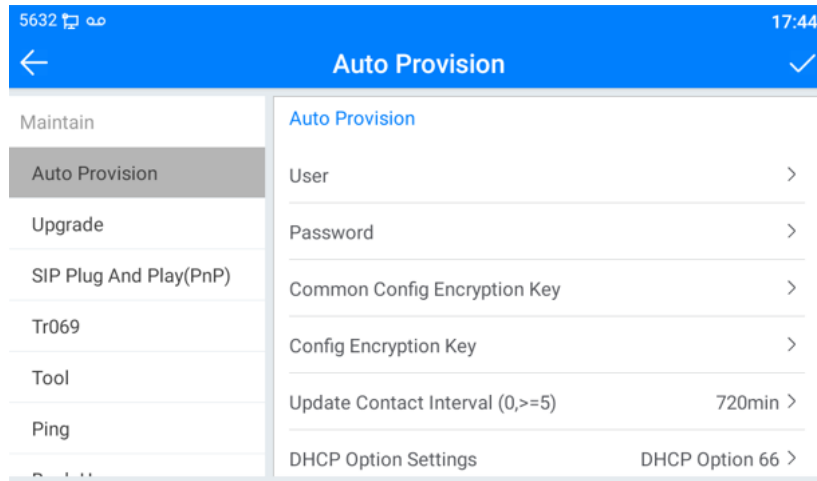 5632
17:44
Auto Provision
Maintain
Auto Provision
Upgrade
SIP Plug And Play(PnP)
Tr069
Tool
Ping
Auto Provision
User
Password
Common Config Encryption Key
Config Encryption Key
Update Contact Interval (0,>=5) 720min
DHCP Option Settings DHCP Option 66